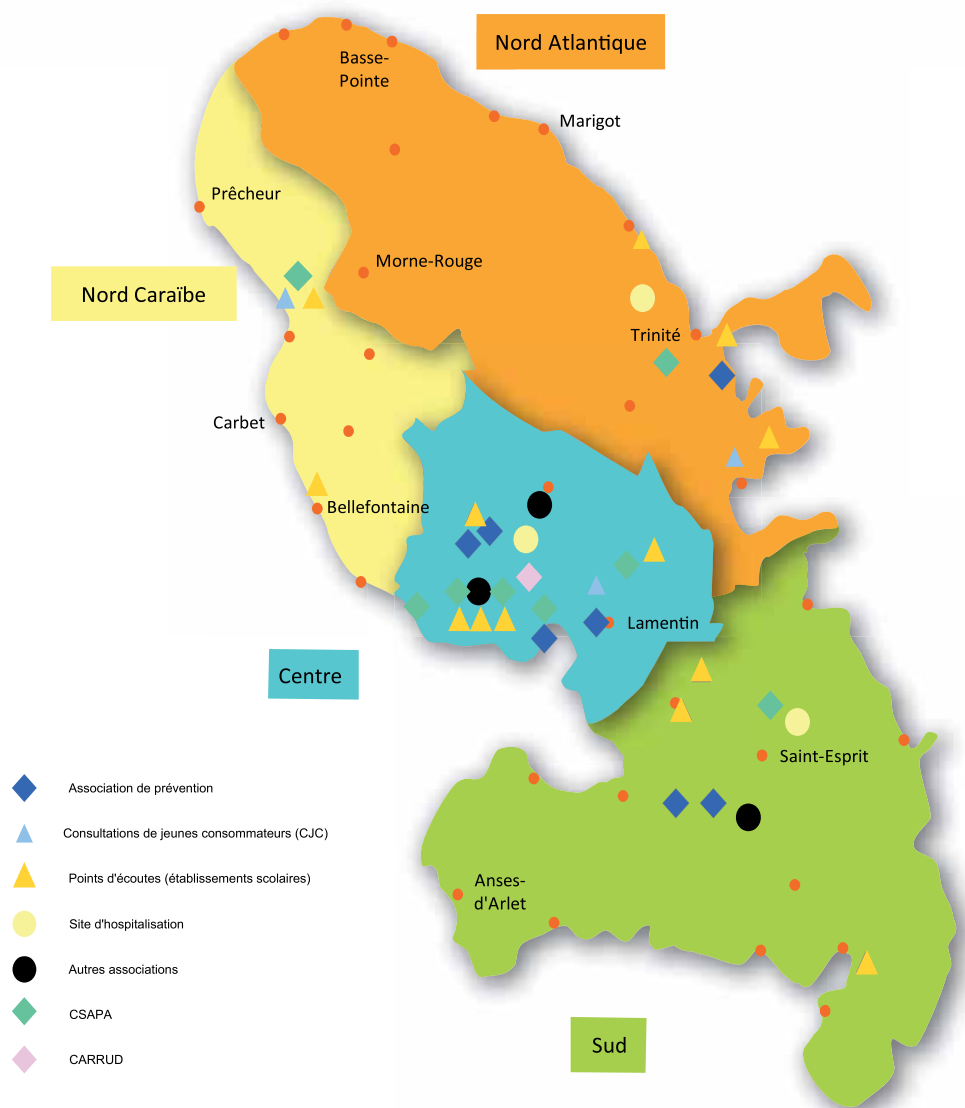 Nord Atlantique
Basse-
Pointe
Marigot
Prêcheur
Morne-Rouge
Nord Caraïbe
Trinité
Carbet
Bellefontaine
Lamentin
Centre
Saint-Esprit
Association de prévention
Consultations de jeunes consommateurs (CJC)
Points d'écoutes (établissements scolaires)
Anses-
d'Arlet
Site d'hospitalisation
Autres associations
CSAPA
Sud
CARRUD